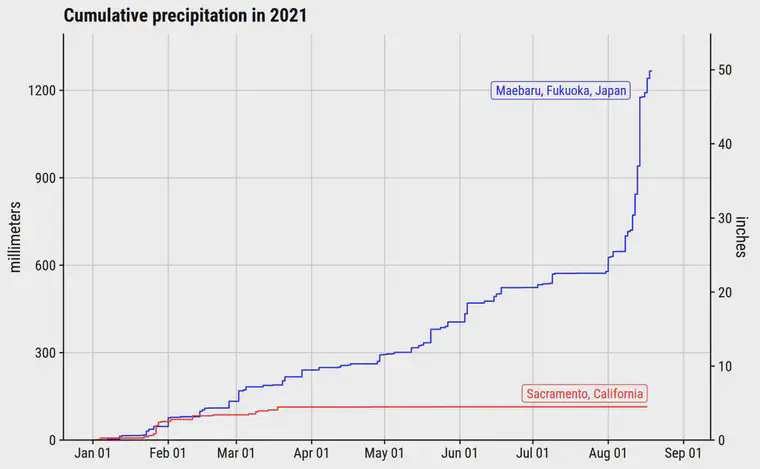 Cumulative precipitation in 2021
1200
900
600
300
0
millimeters
50
40
30
20
10
0
inches
Maebaru, Fukuoka, Japan
Sacramento, California
Jan 01 Feb 01 Mar 01 Apr 01 May 01 Jun 01 Jul 01 Aug 01 Sep 01